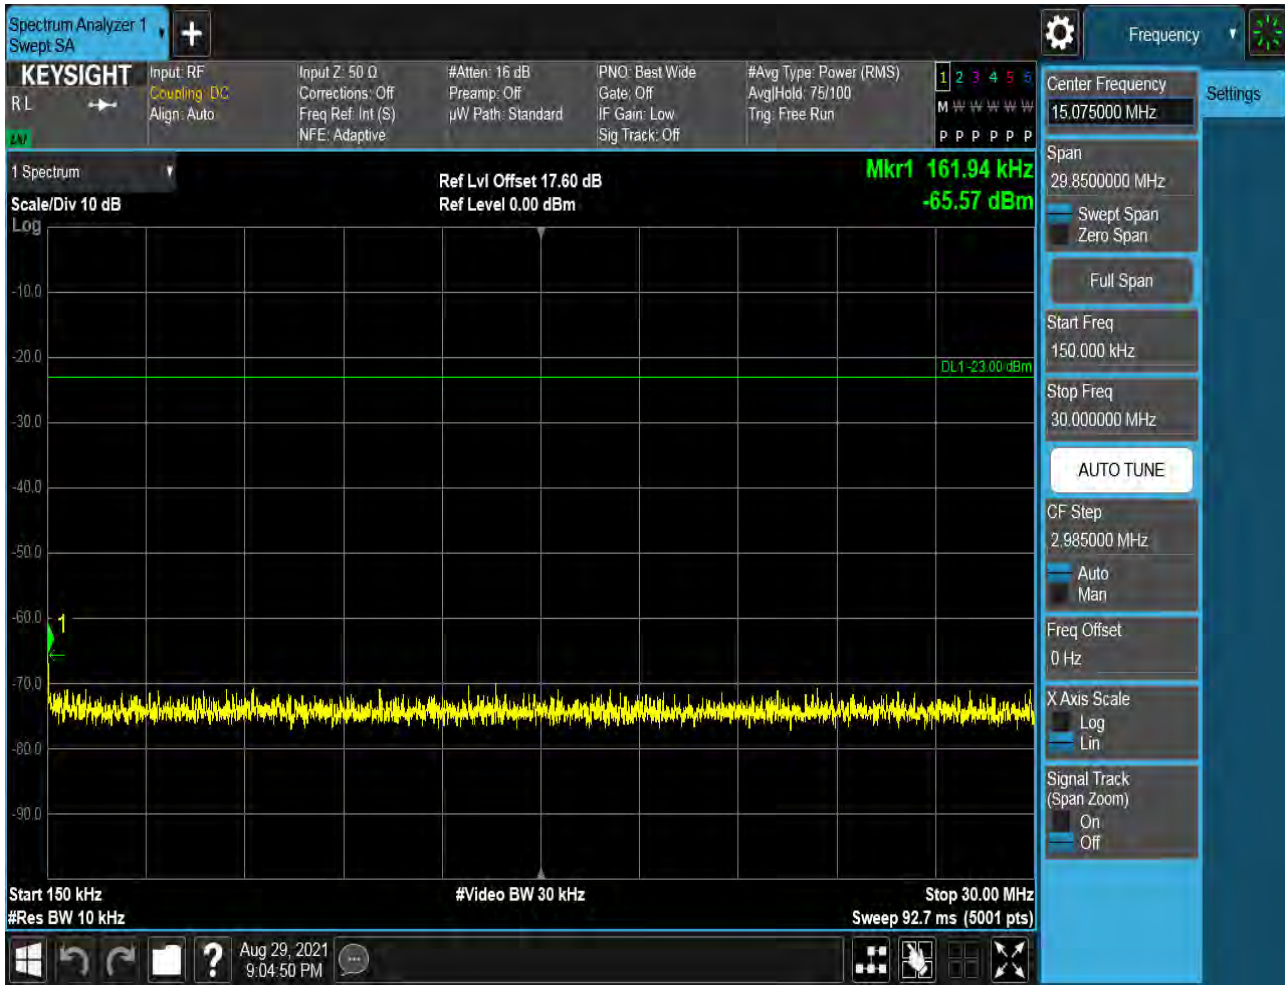 Spectrum Analyzer 1
Swept SA
+
Frequency
KEYSIGHT
R L
LNI
Input: RF
Coupling: DC
Align: Auto
Input Z: 50 Ω
Corrections: Off
Freq Ref: Int (S)
NFE: Adaptive
#Atten: 16 dB
Preamp: Off
µW Path: Standard
PNO: Best Wide
Gate: Off
IF Gain: Low
Sig Track: Off
#Avg Type: Power (RMS)
Avg|Hold: 75/100
Trig: Free Run
1 2 3 4 5 6
M W W W W W
P P P P P P
1 Spectrum
Scale/Div 10 dB
Log
Ref Lvl Offset 17.60 dB
Ref Level 0.00 dBm
Mkr1 161.94 kHz
-65.57 dBm
-10.0
-20.0
DL1 -23.00 dBm
-30.0
-40.0
-50.0
-60.0
1
-70.0
-80.0
-90.0
Start 150 kHz
#Res BW 10 kHz
#Video BW 30 kHz
Stop 30.00 MHz
Sweep 92.7 ms (5001 pts)
Center Frequency
15.075000 MHz
Settings
Span
29.8500000 MHz
Swept Span
Zero Span
Full Span
Start Freq
150.000 kHz
Stop Freq
30.000000 MHz
AUTO TUNE
CF Step
2.985000 MHz
Auto
Man
Freq Offset
0 Hz
X Axis Scale
Log
Lin
Signal Track
(Span Zoom)
On
Off
?
Aug 29, 2021
9:04:50 PM